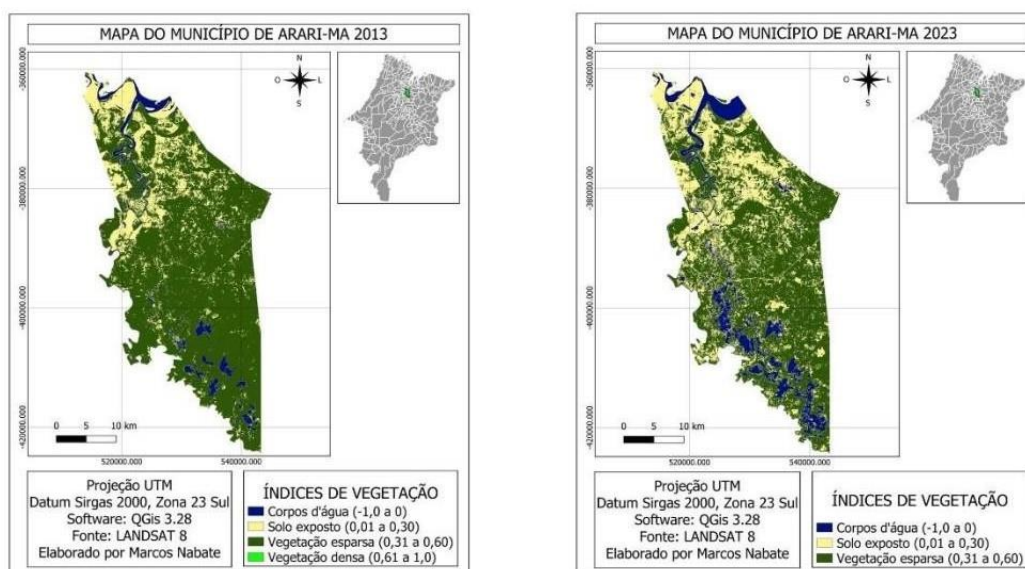 MAPA DO MUNICÍPIO DE ARARI-MA 2013
N
O
L
S
-360000.000
-380000.000
-400000.000
-420000.000
0 5 10 km
520000.000 540000.000
Projeção UTM
Datum Sirgas 2000, Zona 23 Sul
Software: QGis 3.28
Fonte: LANDSAT 8
Elaborado por Marcos Nabate
ÍNDICES DE VEGETAÇÃO
Corpos d'água (-1,0 a 0)
Solo exposto (0,01 a 0,30)
Vegetação esparsa (0,31 a 0,60)
Vegetação densa (0,61 a 1,0)
MAPA DO MUNICÍPIO DE ARARI-MA 2023
N
O
L
S
-360000.000
-380000.000
-400000.000
-420000.000
0 5 10 km
520000.000 540000.000
Projeção UTM
Datum Sirgas 2000, Zona 23 Sul
Software: QGis 3.28
Fonte: LANDSAT 8
Elaborado por Marcos Nabate
ÍNDICES DE VEGETAÇÃO
Corpos d'água (-1,0 a 0)
Solo exposto (0,01 a 0,30)
Vegetação esparsa (0,31 a 0,60)